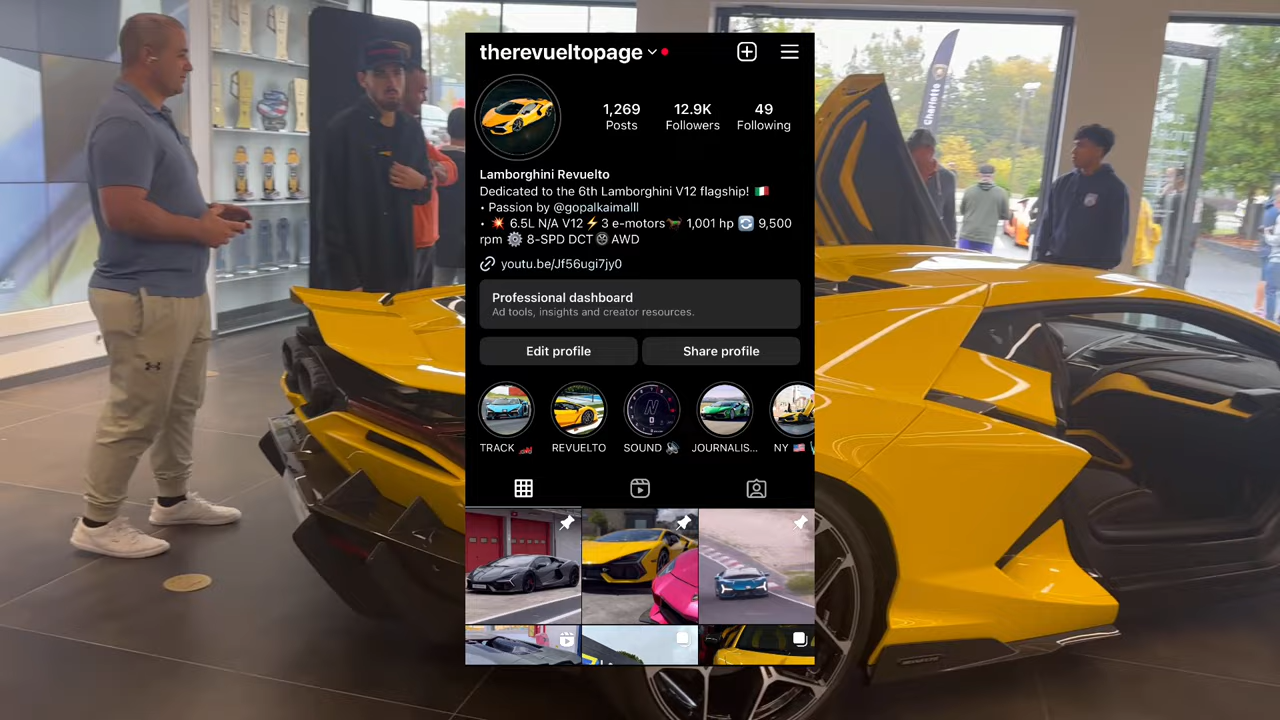 therevueltopage
1,269
Posts
12.9K
Followers
49
Following
Lamborghini Revuelto
Dedicated to the 6th Lamborghini V12 flagship! 🇮🇹
• Passion by @gopalkaimalll
• 💥 6.5L N/A V12⚡3 e-motors🐎 1,001 hp 🔄 9,500
rpm ⚙️ 8-SPD DCT🛞AWD
youtu.be/Jf56ugi7jy0
Professional dashboard
Ad tools, insights and creator resources.
Edit profile
Share profile
TRACK 🏎️
REVUELTO
SOUND 🔊
JOURNALIS...
NY 🇺🇸
N
Charlotte